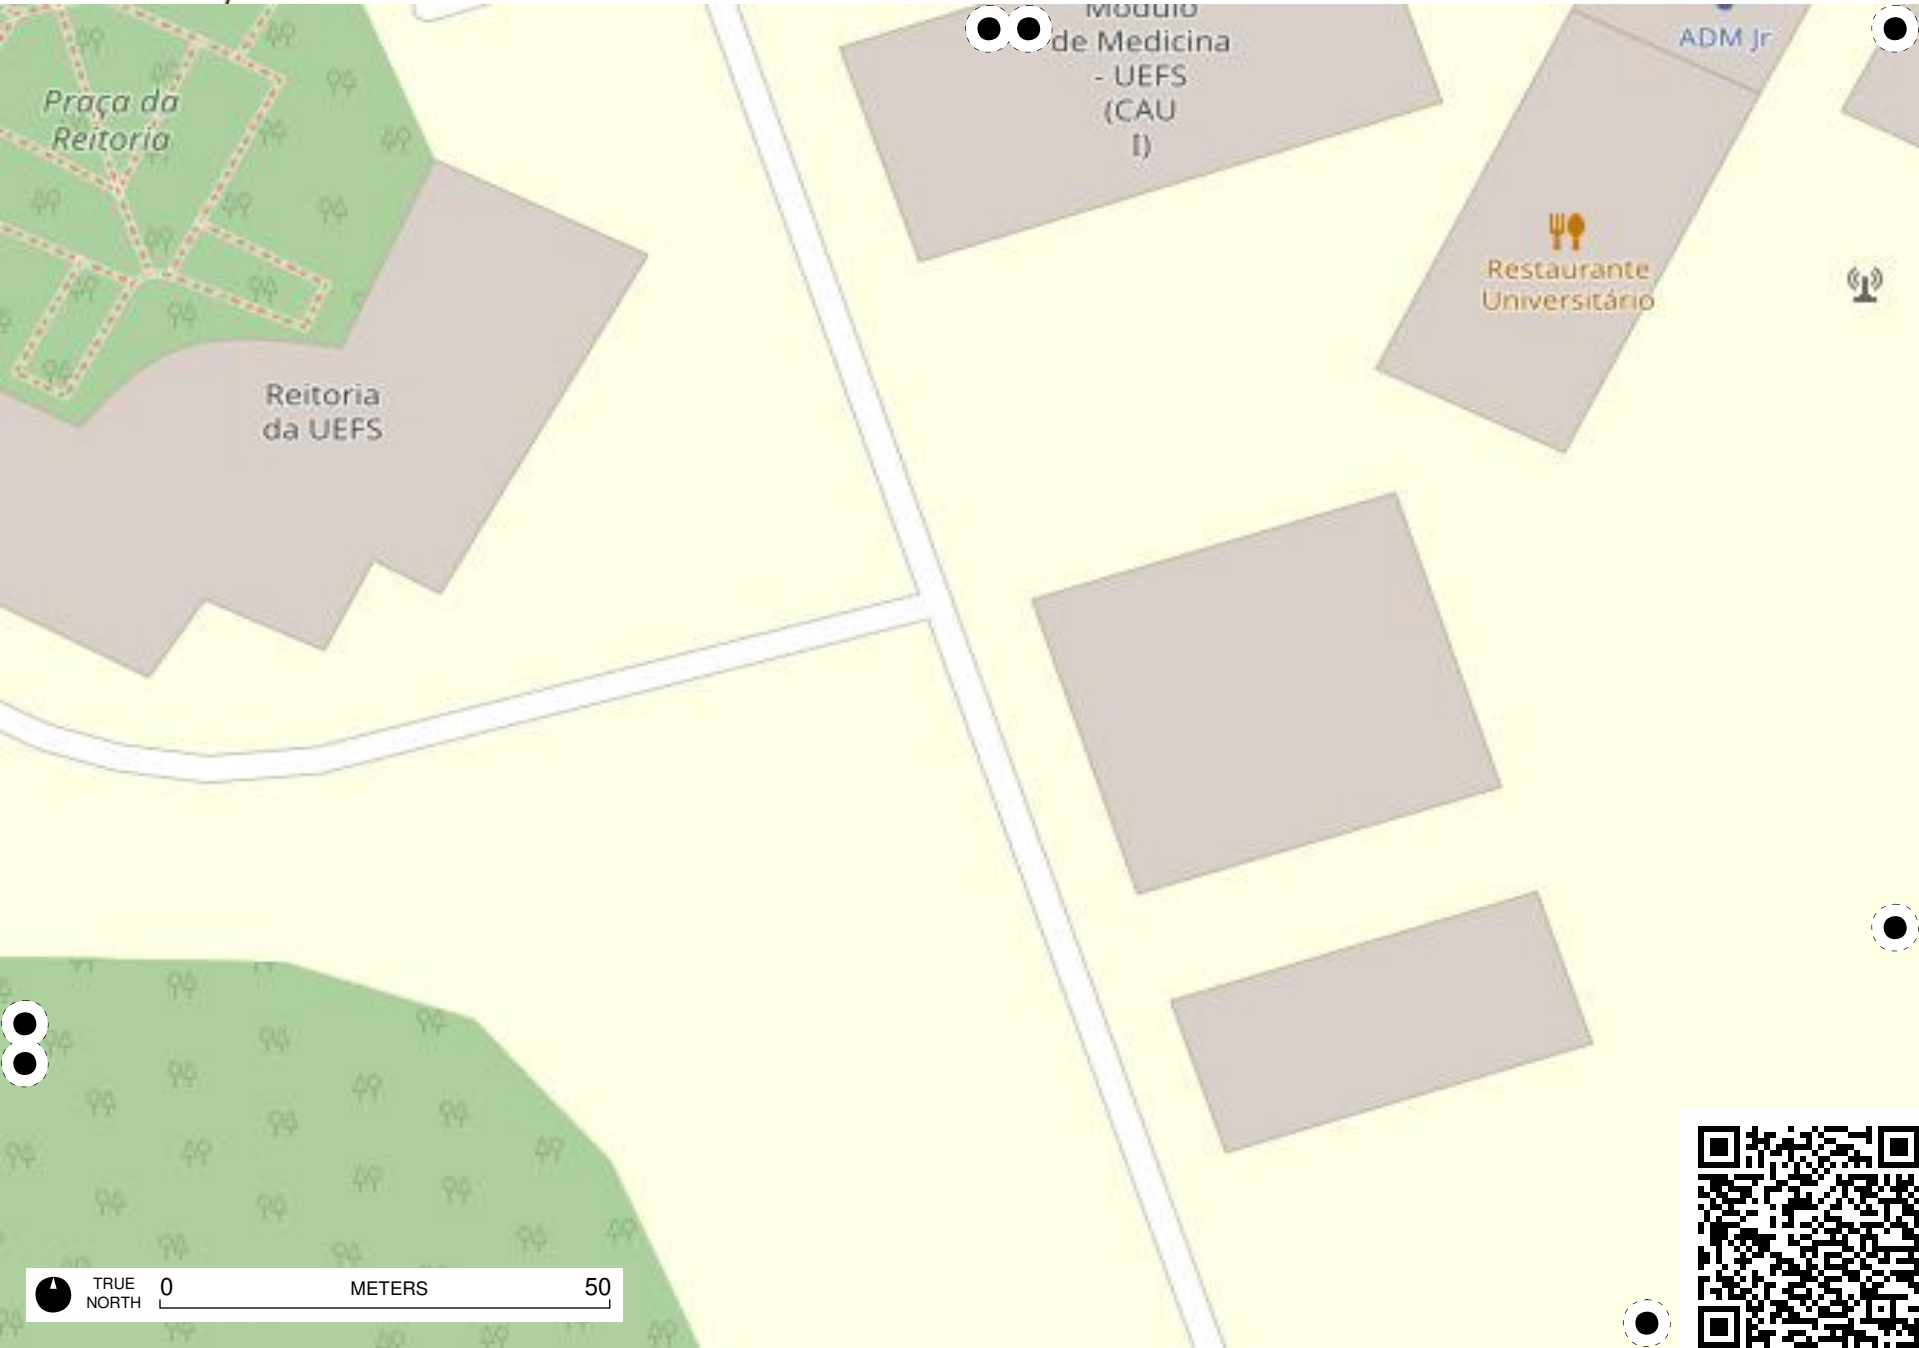 Módulo
de Medicina
- UEFS
(CAU
I)
ADM Jr
Praça da
Reitoria
Restaurante
Universitário
Reitoria
da UEFS
TRUE
NORTH
0 METERS 50